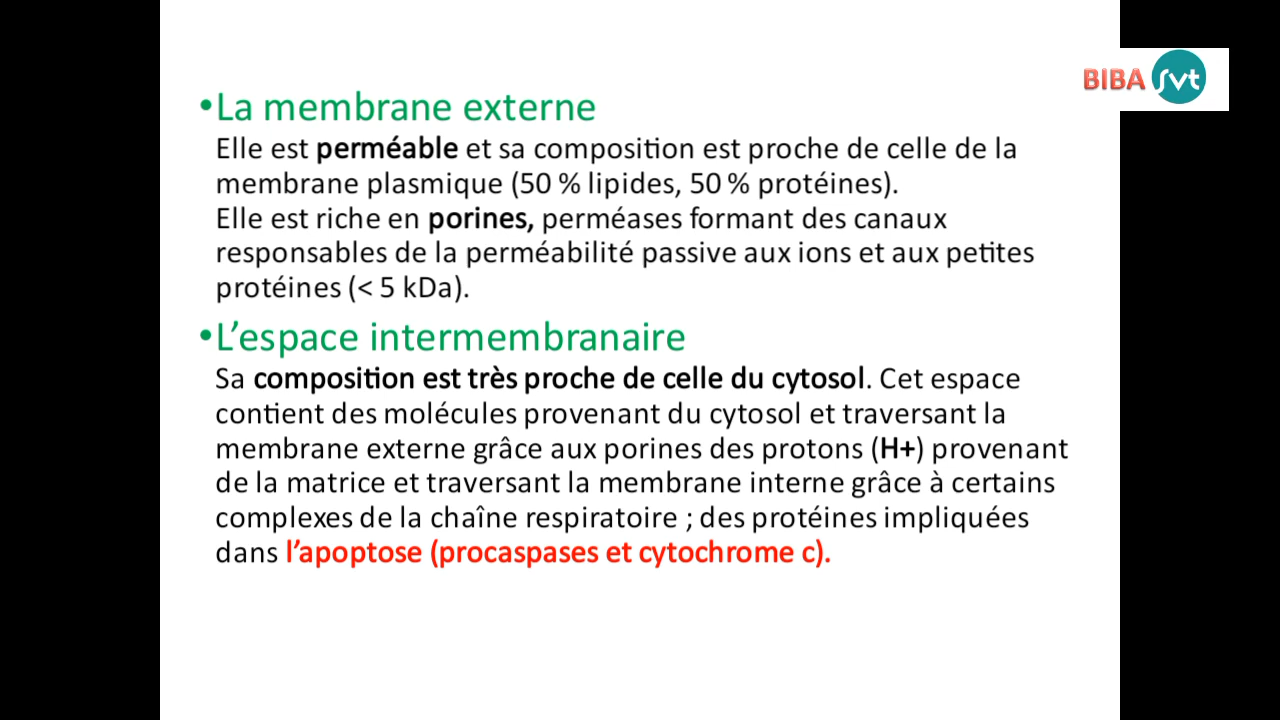 BIBA svt
•La membrane externe
Elle est perméable et sa composition est proche de celle de la
membrane plasmique (50 % lipides, 50 % protéines).
Elle est riche en porines, perméases formant des canaux
responsables de la perméabilité passive aux ions et aux petites
protéines (< 5 kDa).
•L’espace intermembranaire
Sa composition est très proche de celle du cytosol. Cet espace
contient des molécules provenant du cytosol et traversant la
membrane externe grâce aux porines des protons (H+) provenant
de la matrice et traversant la membrane interne grâce à certains
complexes de la chaîne respiratoire ; des protéines impliquées
dans l’apoptose (procaspases et cytochrome c).